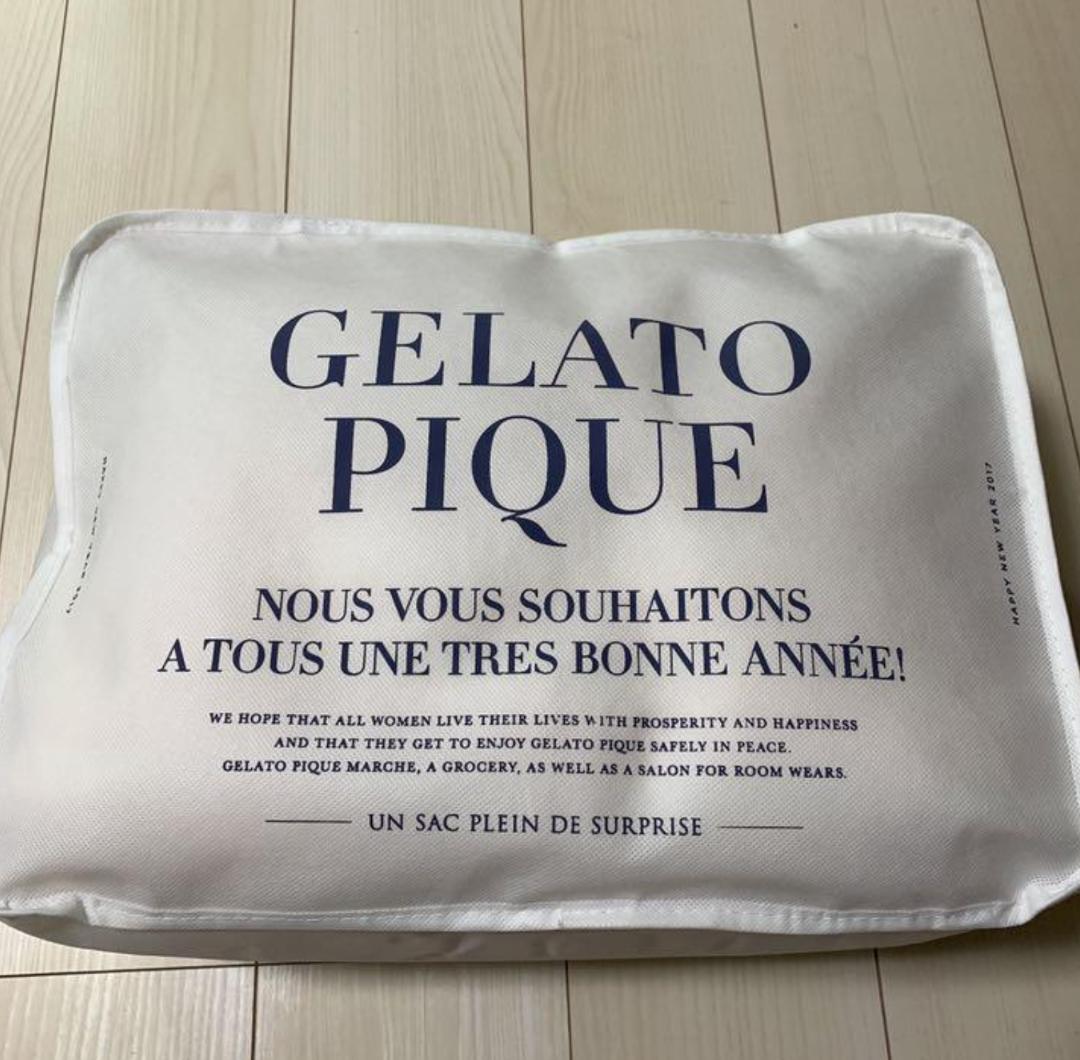 GELATO
PIQUE
NOUS VOUS SOUHAITONS
A TOUS UNE TRES BONNE ANNÉE!
WE HOPE THAT ALL WOMEN LIVE THEIR LIVES WITH PROSPERITY AND HAPPINESS
AND THAT THEY GET TO ENJOY GELATO PIQUE SAFELY IN PEACE.
GELATO PIQUE MARCHE, A GROCERY, AS WELL AS A SALON FOR ROOM WEARS.
UN SAC PLEIN DE SURPRISE
HAPPY NEW YEAR 2017